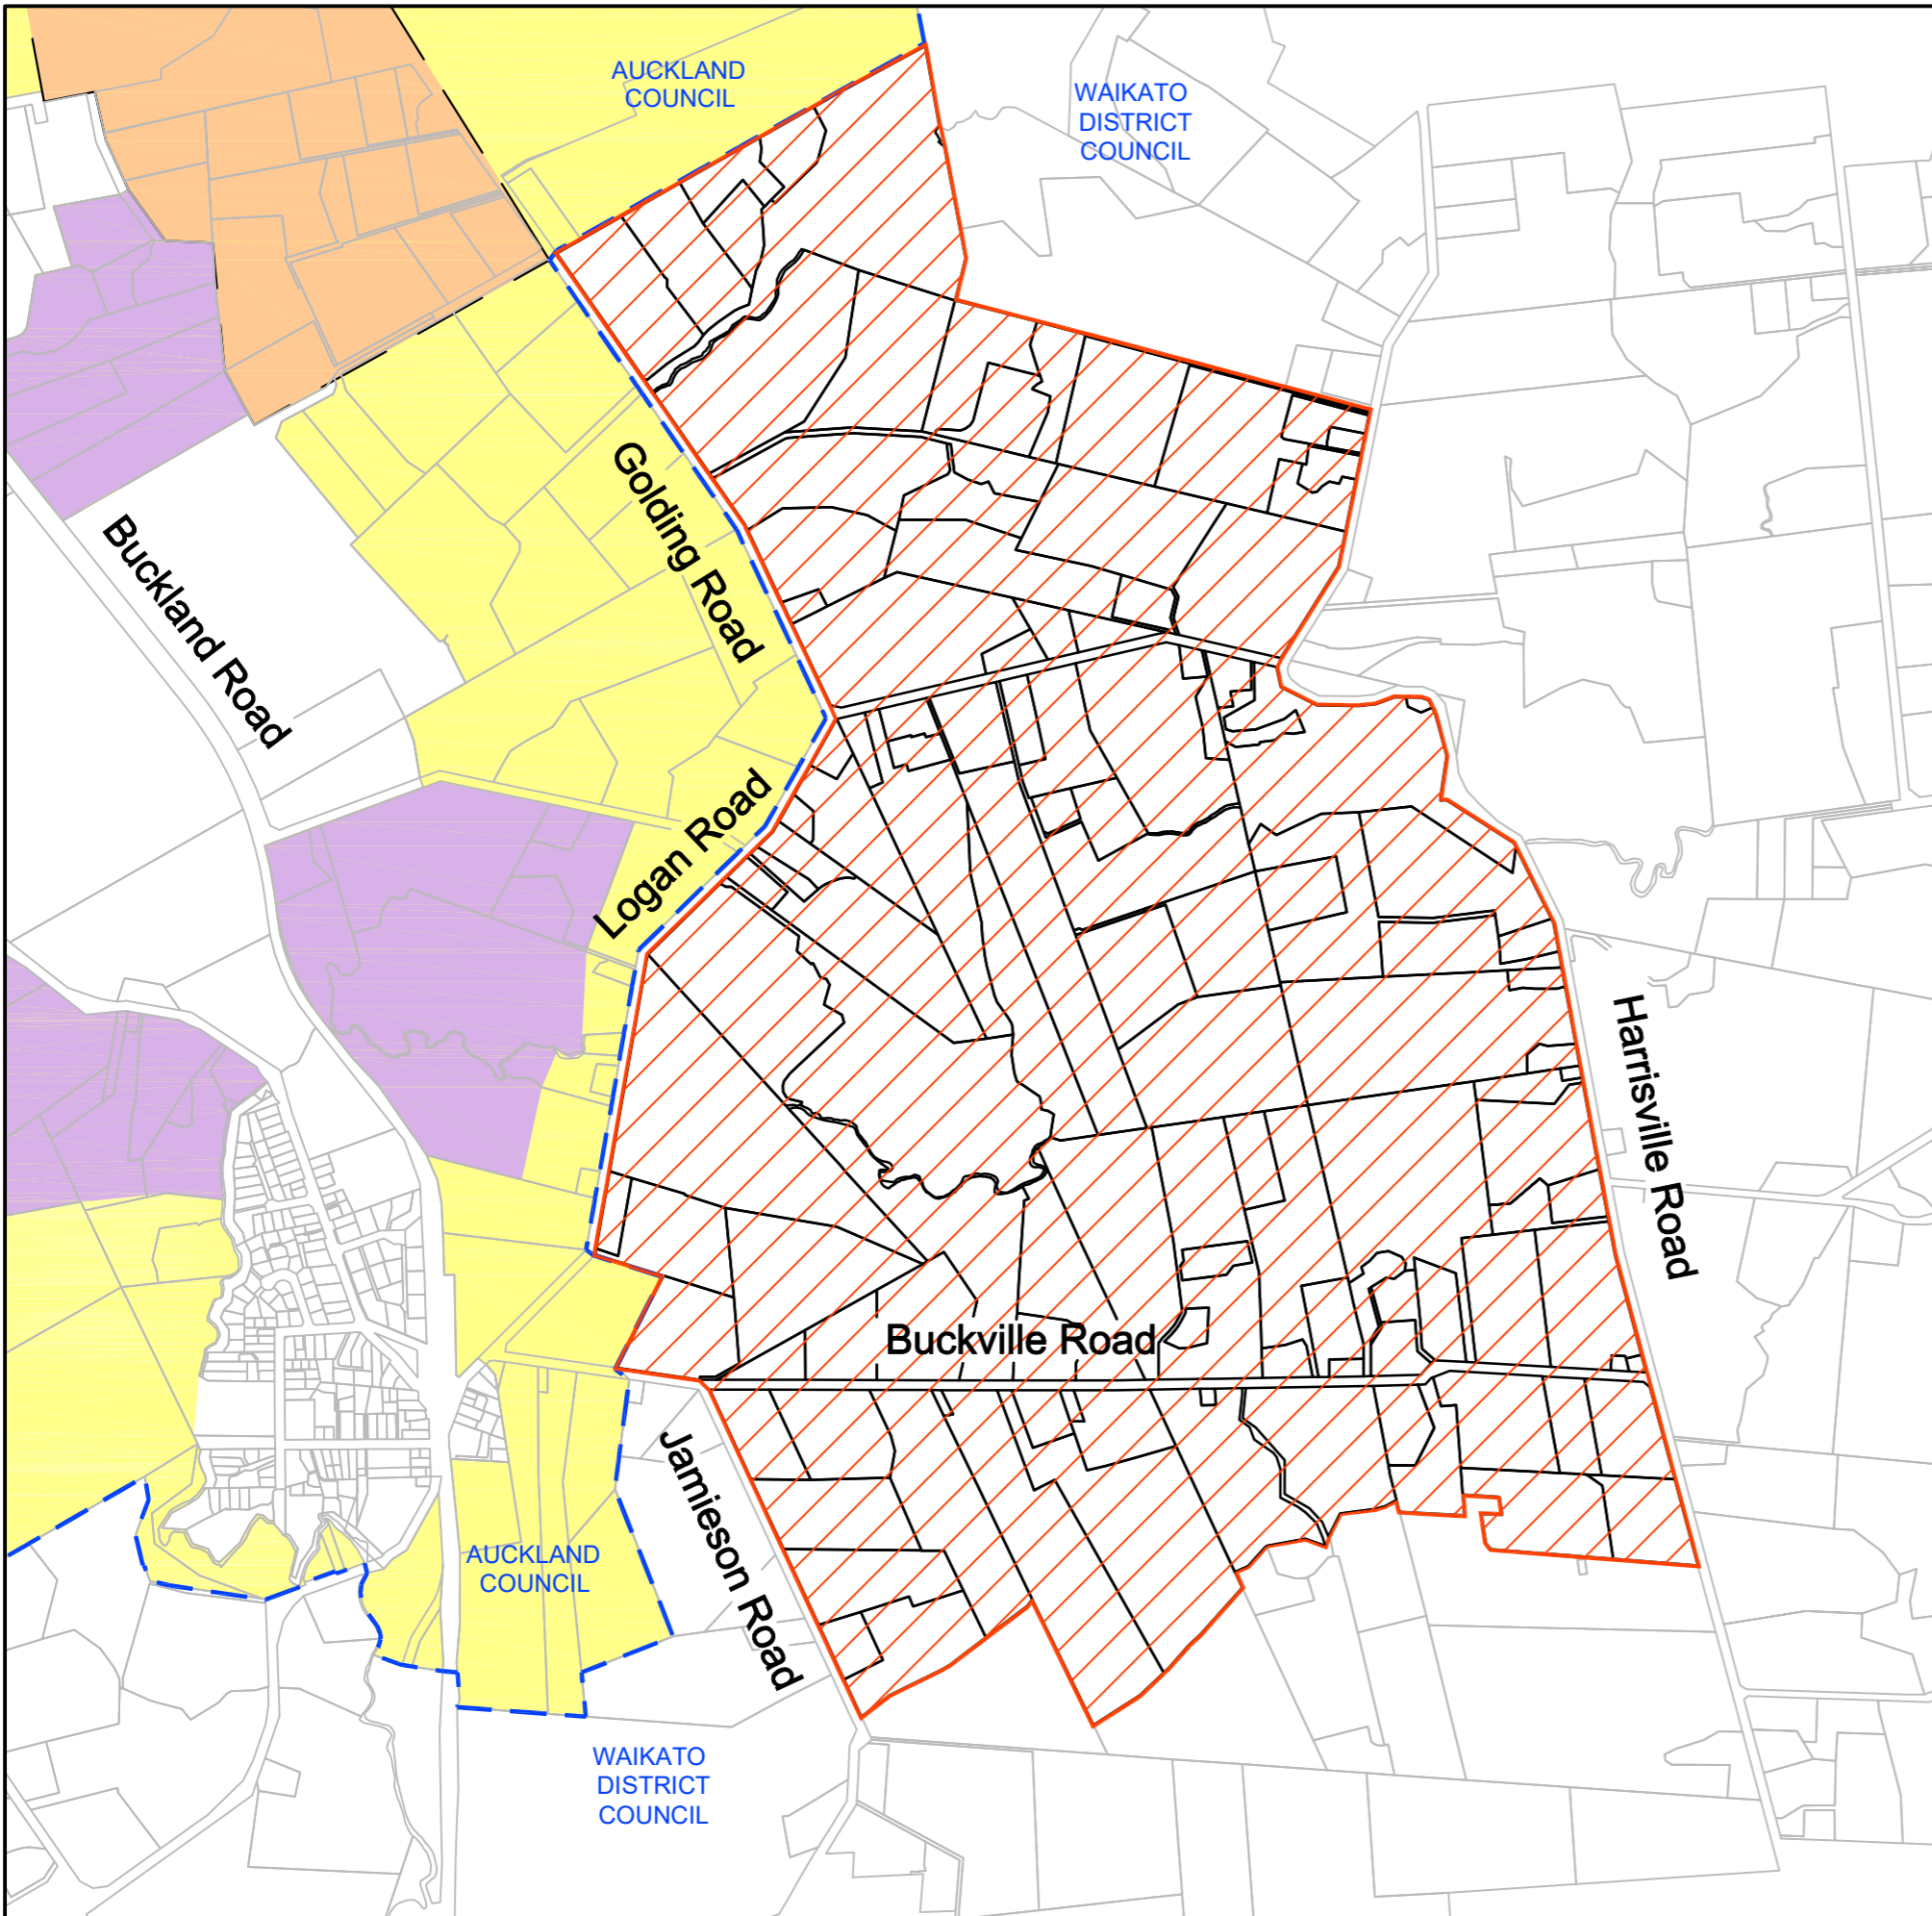 AUCKLAND
COUNCIL
WAIKATO
DISTRICT
COUNCIL
Golding Road
Buckland Road
Logan Road
Harrisville Road
Buckville Road
Jamieson Road
AUCKLAND
COUNCIL
WAIKATO
DISTRICT
COUNCIL